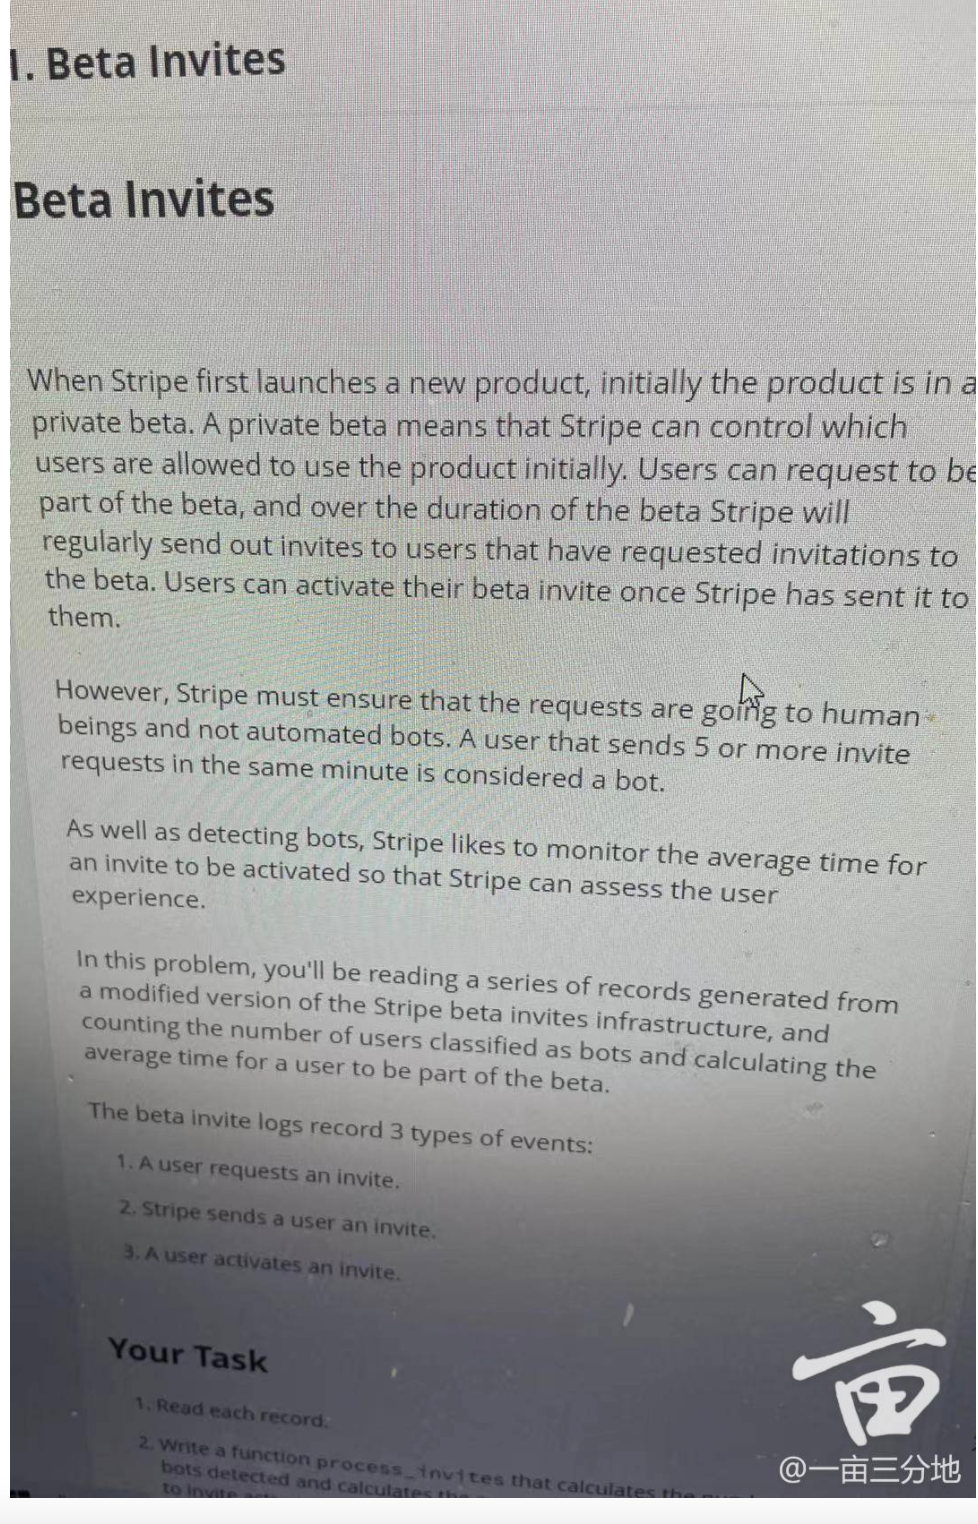 1. Beta Invites
Beta Invites
When Stripe first launches a new product, initially the product is in a
private beta. A private beta means that Stripe can control which
users are allowed to use the product initially. Users can request to be
part of the beta, and over the duration of the beta Stripe will
regularly send out invites to users that have requested invitations to
the beta. Users can activate their beta invite once Stripe has sent it to
them.
However, Stripe must ensure that the requests are going to human
beings and not automated bots. A user that sends 5 or more invite
requests in the same minute is considered a bot.
As well as detecting bots, Stripe likes to monitor the average time for
an invite to be activated so that Stripe can assess the user
experience.
In this problem, you'll be reading a series of records generated from
a modified version of the Stripe beta invites infrastructure, and
counting the number of users classified as bots and calculating the
average time for a user to be part of the beta.
The beta invite logs record 3 types of events:
1. A user requests an invite.
2. Stripe sends a user an invite.
3. A user activates an invite.
Your Task
1. Read each record.
2. Write a function process_invites that calculates the
bots detected and calculates the
to invite
亩
@一亩三分地